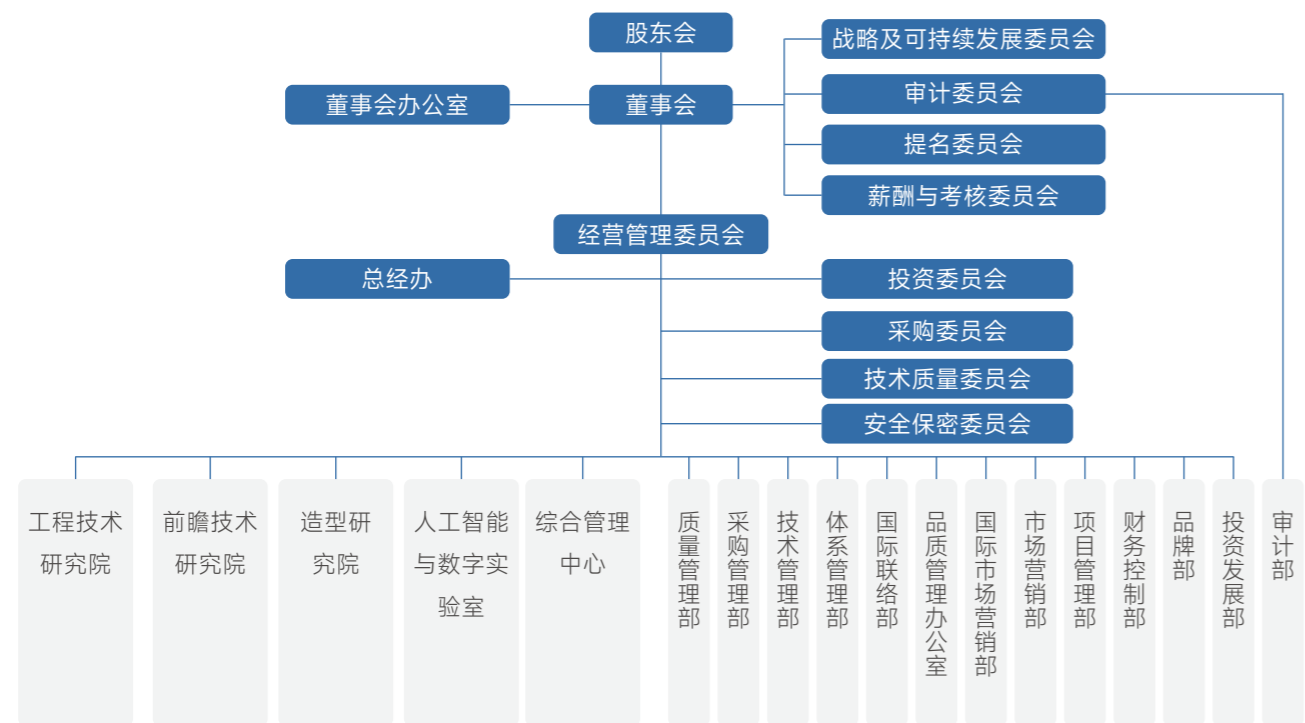 股东会
战略及可持续发展委员会
董事会办公室
董事会
审计委员会
提名委员会
薪酬与考核委员会
经营管理委员会
总经办
投资委员会
采购委员会
技术质量委员会
安全保密委员会
工程技术
研究院
前瞻技术
研究院
造型研
究院
人工智能
与数字实
验室
综合管理
中心
质量管理部
采购管理部
技术管理部
体系管理部
国际联络部
品质管理办公室
国际市场营销部
市场营销部
项目管理部
财务控制部
品牌部
投资发展部
审计部